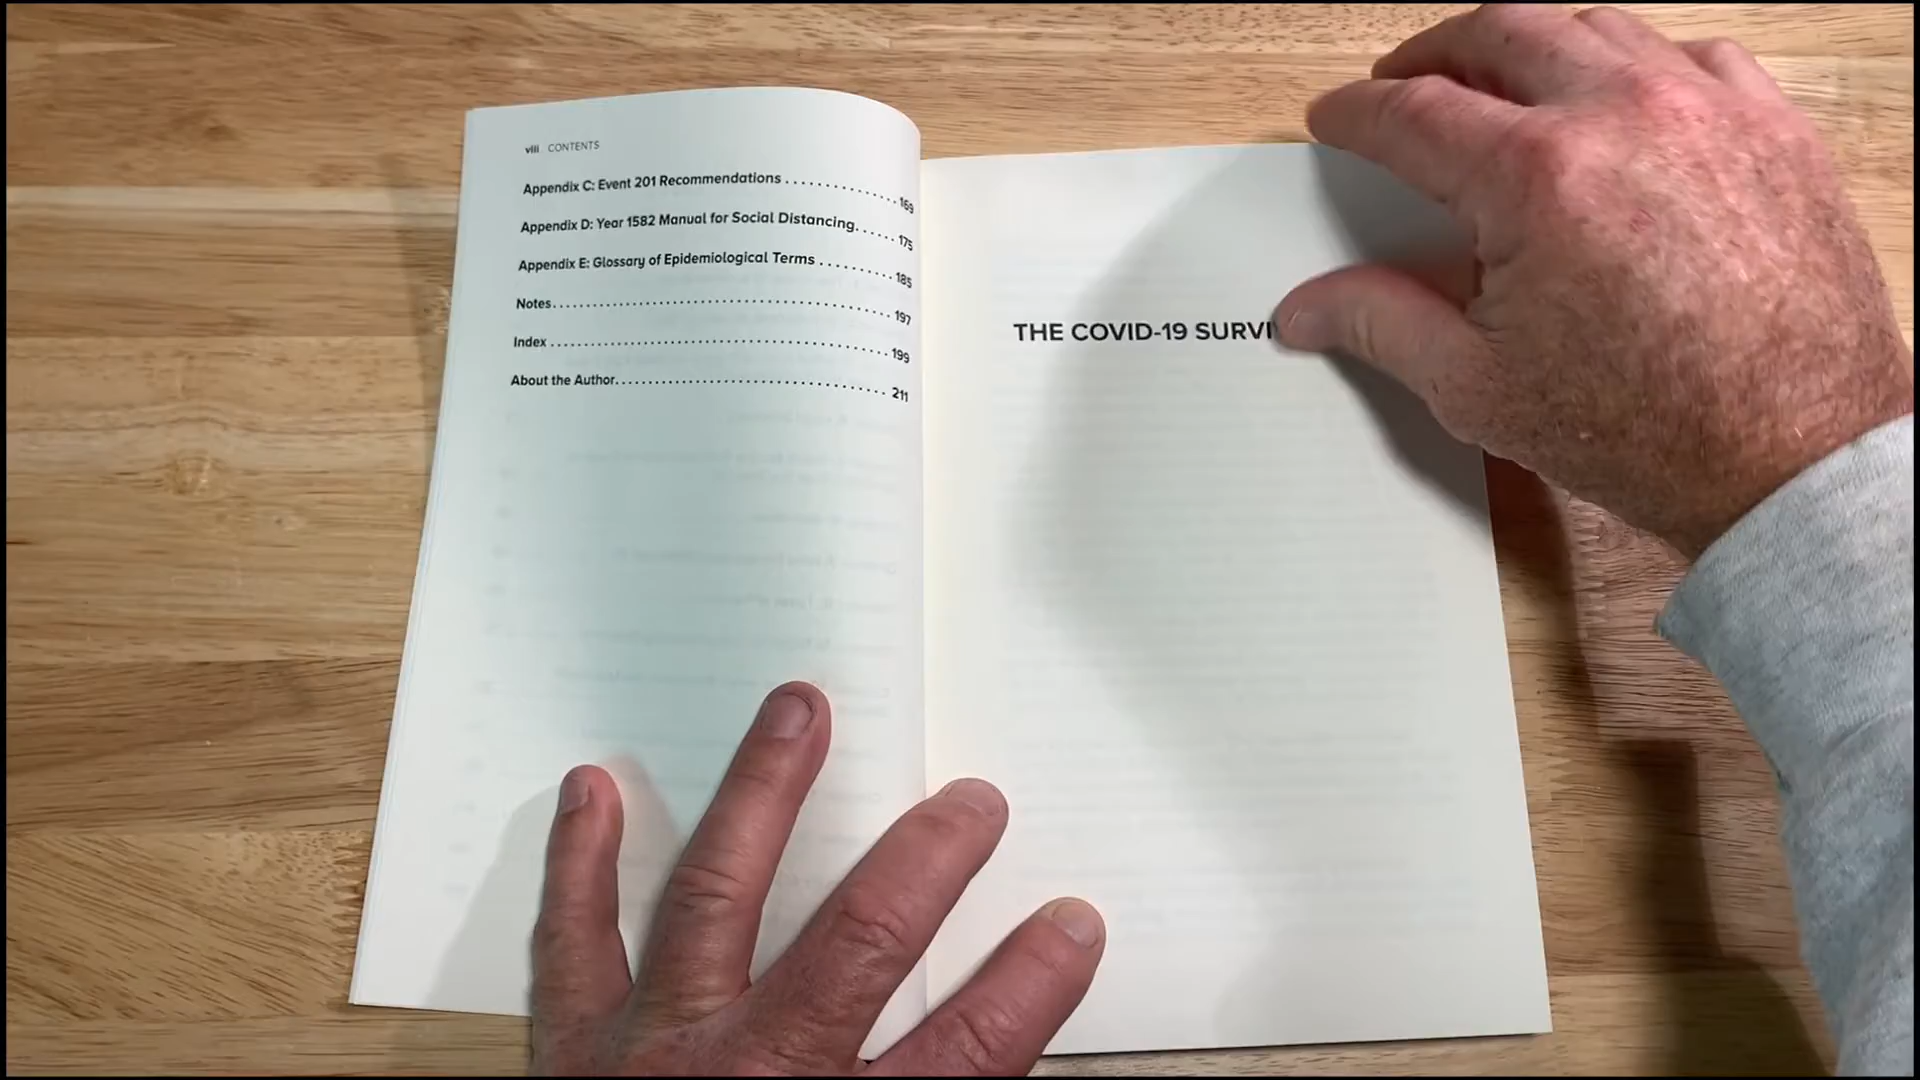 viii CONTENTS
Appendix C: Event 201 Recommendations . . . . . . . . . . . . . . . 169
Appendix D: Year 1582 Manual for Social Distancing. . . . . . 175
Appendix E: Glossary of Epidemiological Terms . . . . . . . . . . 185
Notes. . . . . . . . . . . . . . . . . . . . . . . . . . . . . . . . . . . . . . . . . . . . . 197
Index . . . . . . . . . . . . . . . . . . . . . . . . . . . . . . . . . . . . . . . . . . . . 199
About the Author. . . . . . . . . . . . . . . . . . . . . . . . . . . . . . . . . . . 211
THE COVID-19